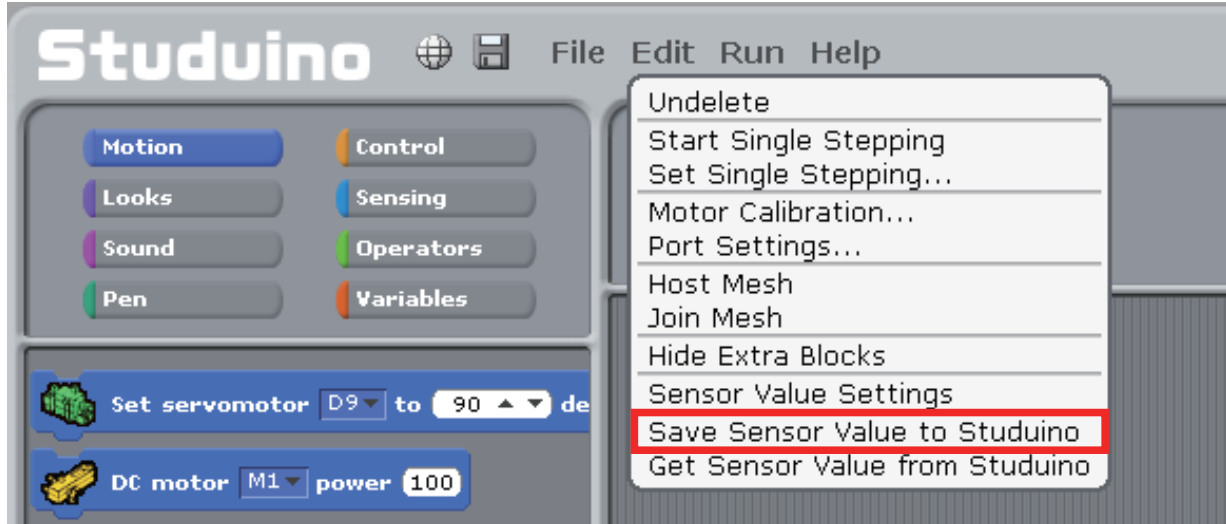 Studuino File Edit Run Help
Undelete
Start Single Stepping
Set Single Stepping...
Motor Calibration...
Port Settings...
Host Mesh
Join Mesh
Hide Extra Blocks
Sensor Value Settings
Save Sensor Value to Studuino
Get Sensor Value from Studuino
Motion Control
Looks Sensing
Sound Operators
Pen Variables
Set servomotor D9 to 90 de
DC motor M1 power 100